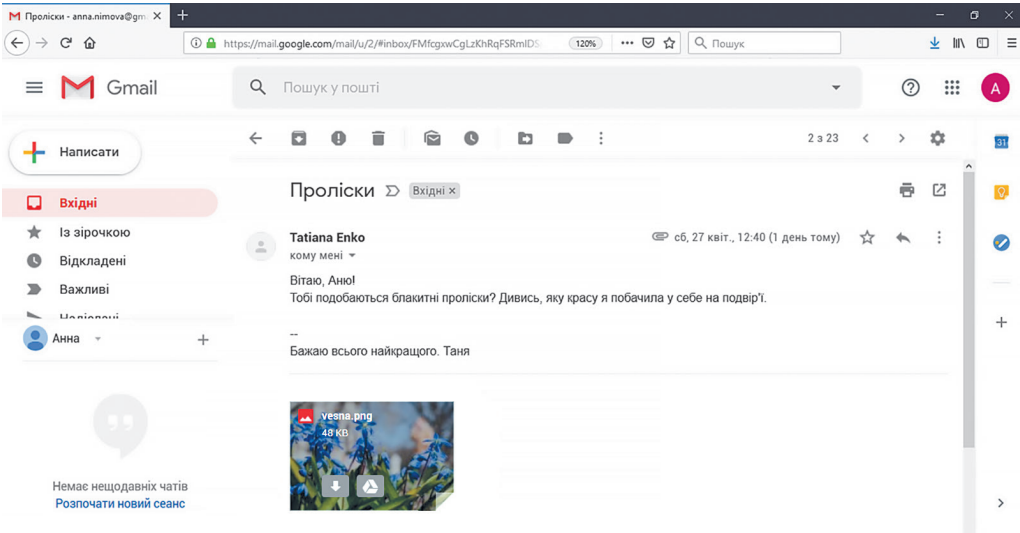 Проліски - anna.nimova@gm
https://mail.google.com/mail/u/2/#inbox/FMfcgxwCgLzKhRqFSRmlDS
120%
Пошук
Gmail
Пошук у пошті
A
Написати
2 з 23
31
Проліски
Вхідні ×
Вхідні
Із зірочкою
Відкладені
Важливі
Надіслані
Анна
Tatiana Enko
сб, 27 квіт., 12:40 (1 день тому)
кому мені
Вітаю, Аню!
Тобі подобаються блакитні проліски? Дивись, яку красу я побачила у себе на подвір'ї.
--
Бажаю всього найкращого. Таня
vesna.png
48 KB
Немає нещодавніх чатів
Розпочати новий сеанс